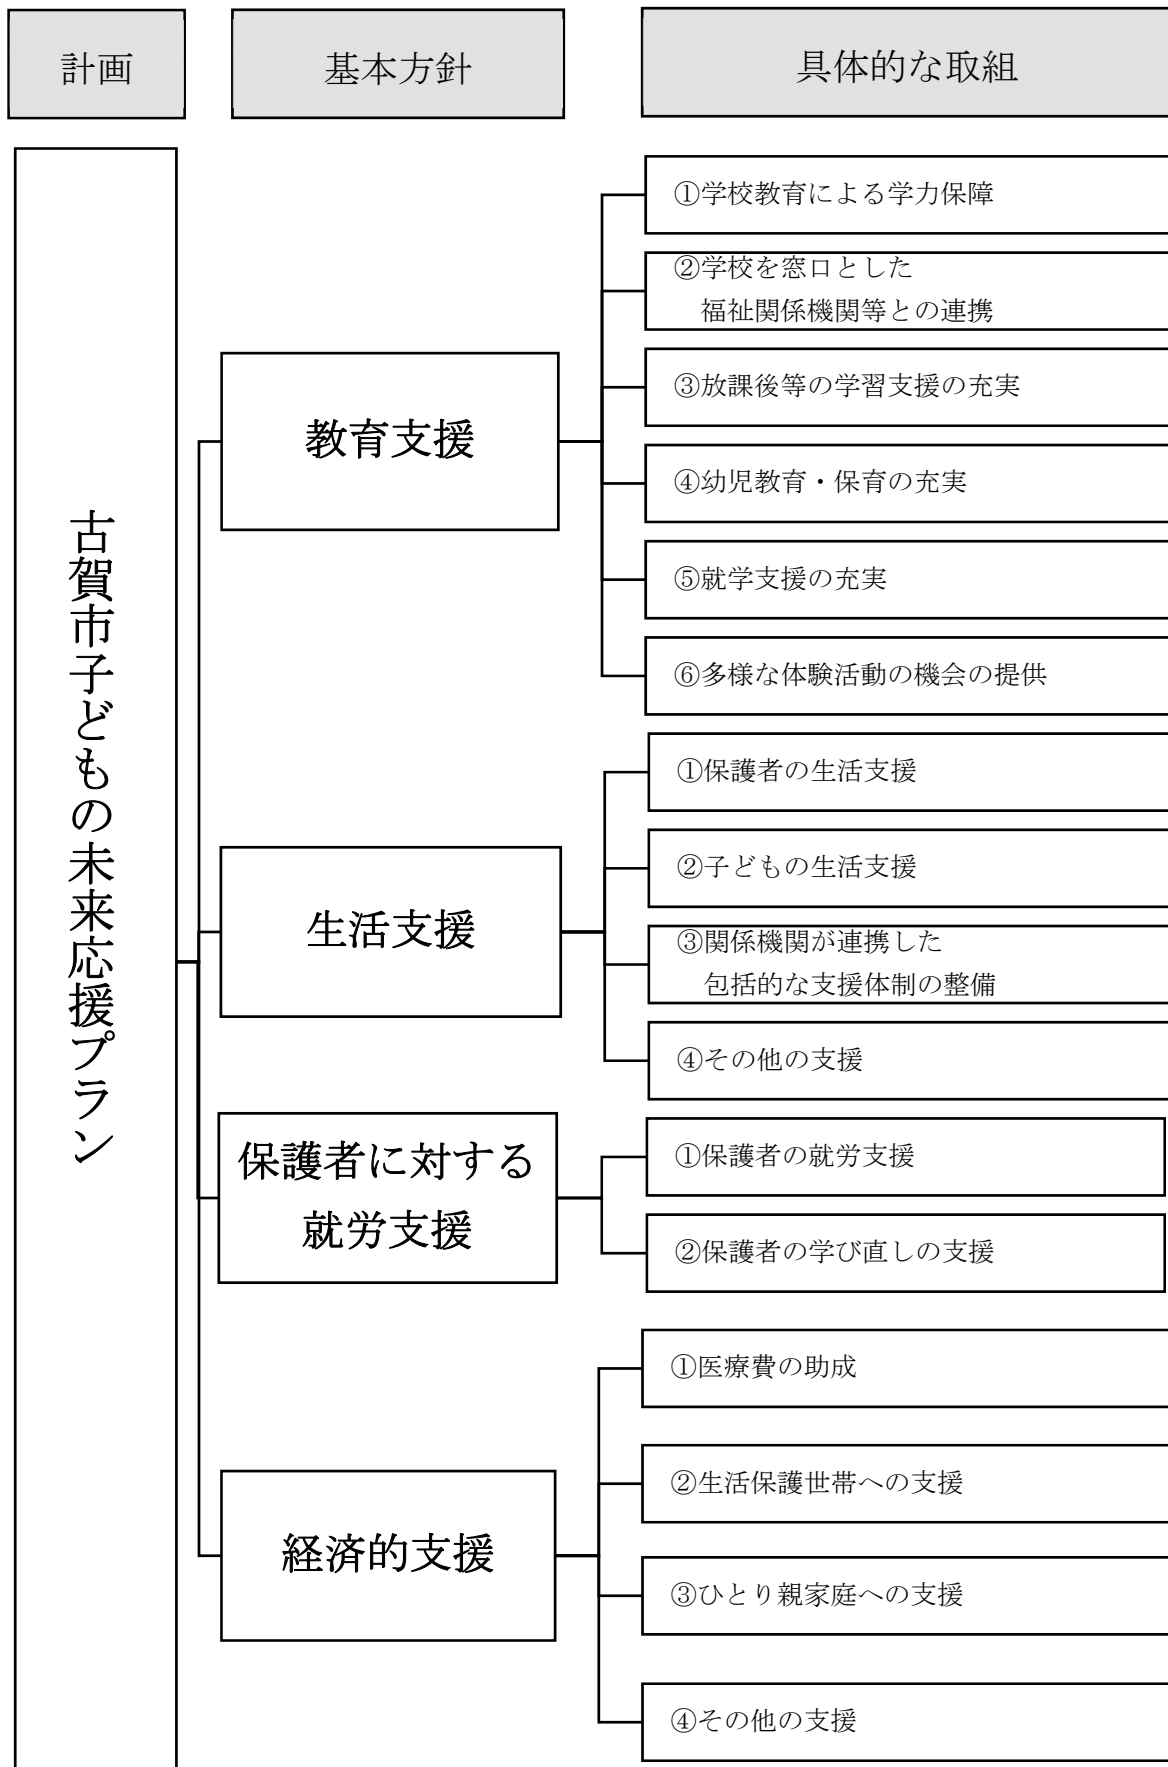 計画
基本方針
具体的な取組
古賀市子どもの未来応援プラン
教育支援
①学校教育による学力保障
②学校を窓口とした
福祉関係機関等との連携
③放課後等の学習支援の充実
④幼児教育・保育の充実
⑤就学支援の充実
⑥多様な体験活動の機会の提供
生活支援
①保護者の生活支援
②子どもの生活支援
③関係機関が連携した
包括的な支援体制の整備
④その他の支援
保護者に対する
就労支援
①保護者の就労支援
②保護者の学び直しの支援
経済的支援
①医療費の助成
②生活保護世帯への支援
③ひとり親家庭への支援
④その他の支援